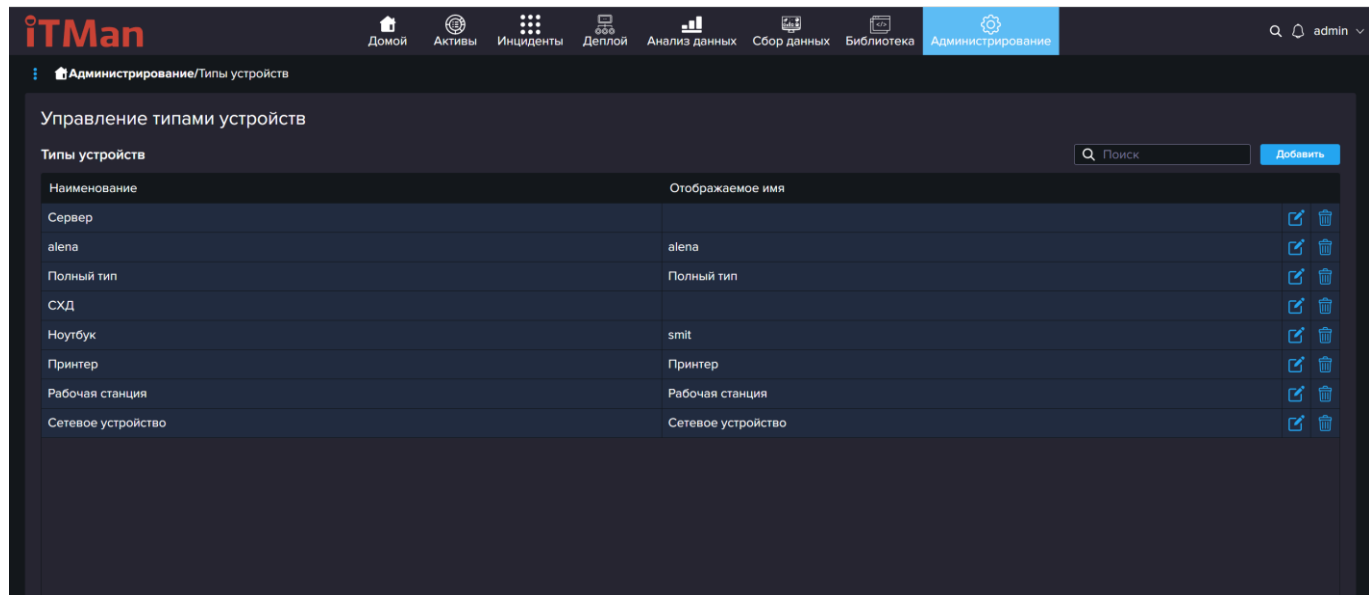 iTMan
Домой Активы Инциденты Деплой Анализ данных Сбор данных Библиотека Администрирование admin
Администрирование/Типы устройств
Управление типами устройств
Типы устройств Поиск Добавить
Наименование Отображаемое имя
Сервер
alena alena
Полный тип Полный тип
СХД
Ноутбук smit
Принтер Принтер
Рабочая станция Рабочая станция
Сетевое устройство Сетевое устройство